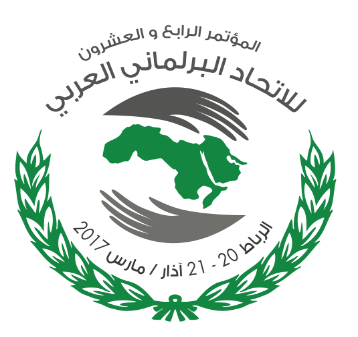 المؤتمر الرابع و العشرون
للاتحاد البرلماني العربي
الرباط 20 - 21 آذار / مارس 2017